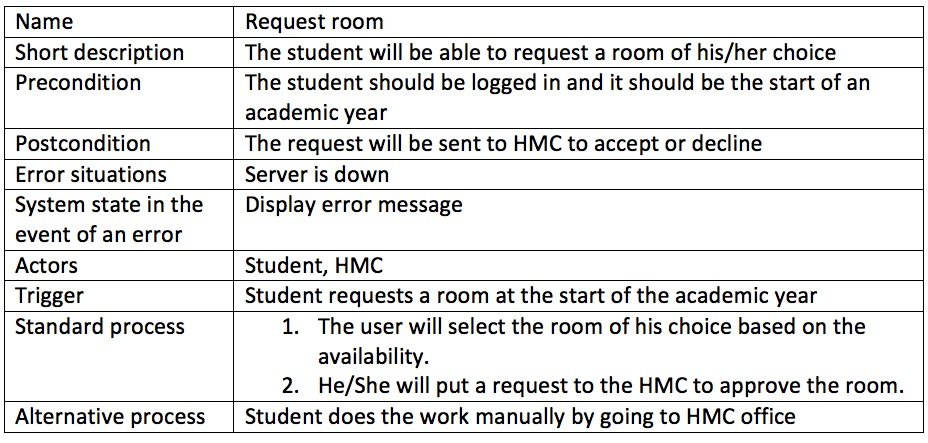 Name Request room
Short description The student will be able to request a room of his/her choice
Precondition The student should be logged in and it should be the start of an
academic year
Postcondition The request will be sent to HMC to accept or decline
Error situations Server is down
System state in the Display error message
event of an error
Actors Student, HMC
Trigger Student requests a room at the start of the academic year
Standard process 1. The user will select the room of his choice based on the
availability.
2. He/She will put a request to the HMC to approve the room.
Alternative process Student does the work manually by going to HMC office